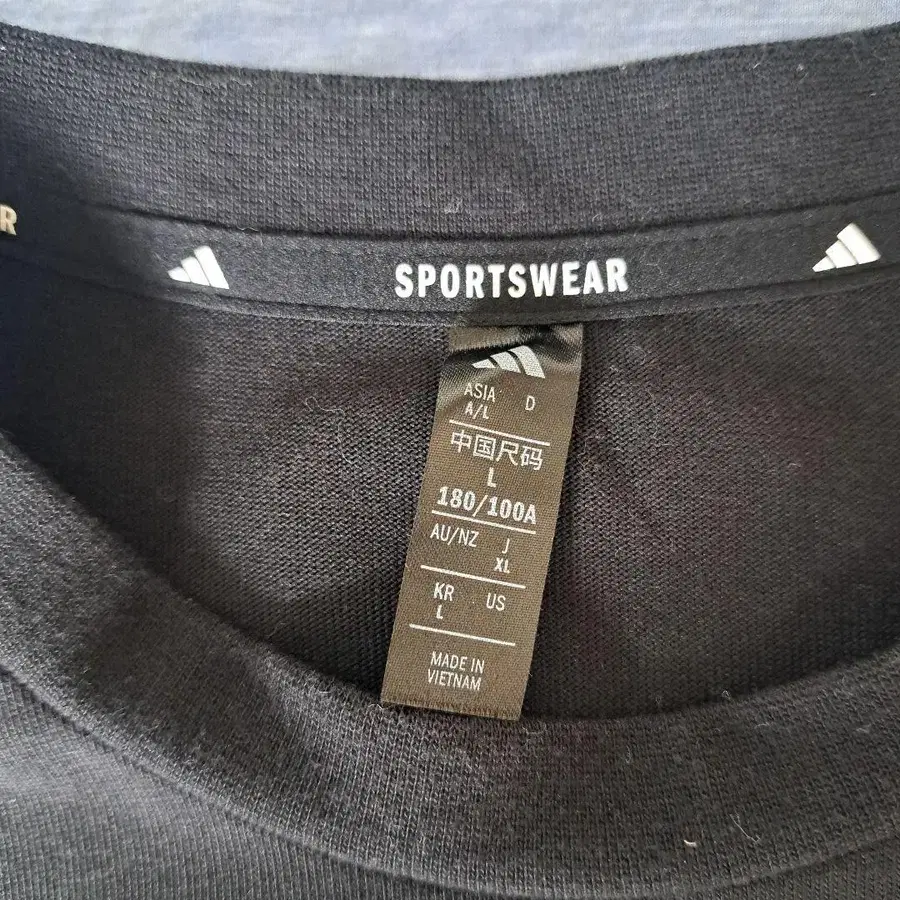 R
SPORTSWEAR
ASIA D
A/L
中国尺码
L
180/100A
AU/NZ J
XL
KR US
L
MADE IN
VIETNAM